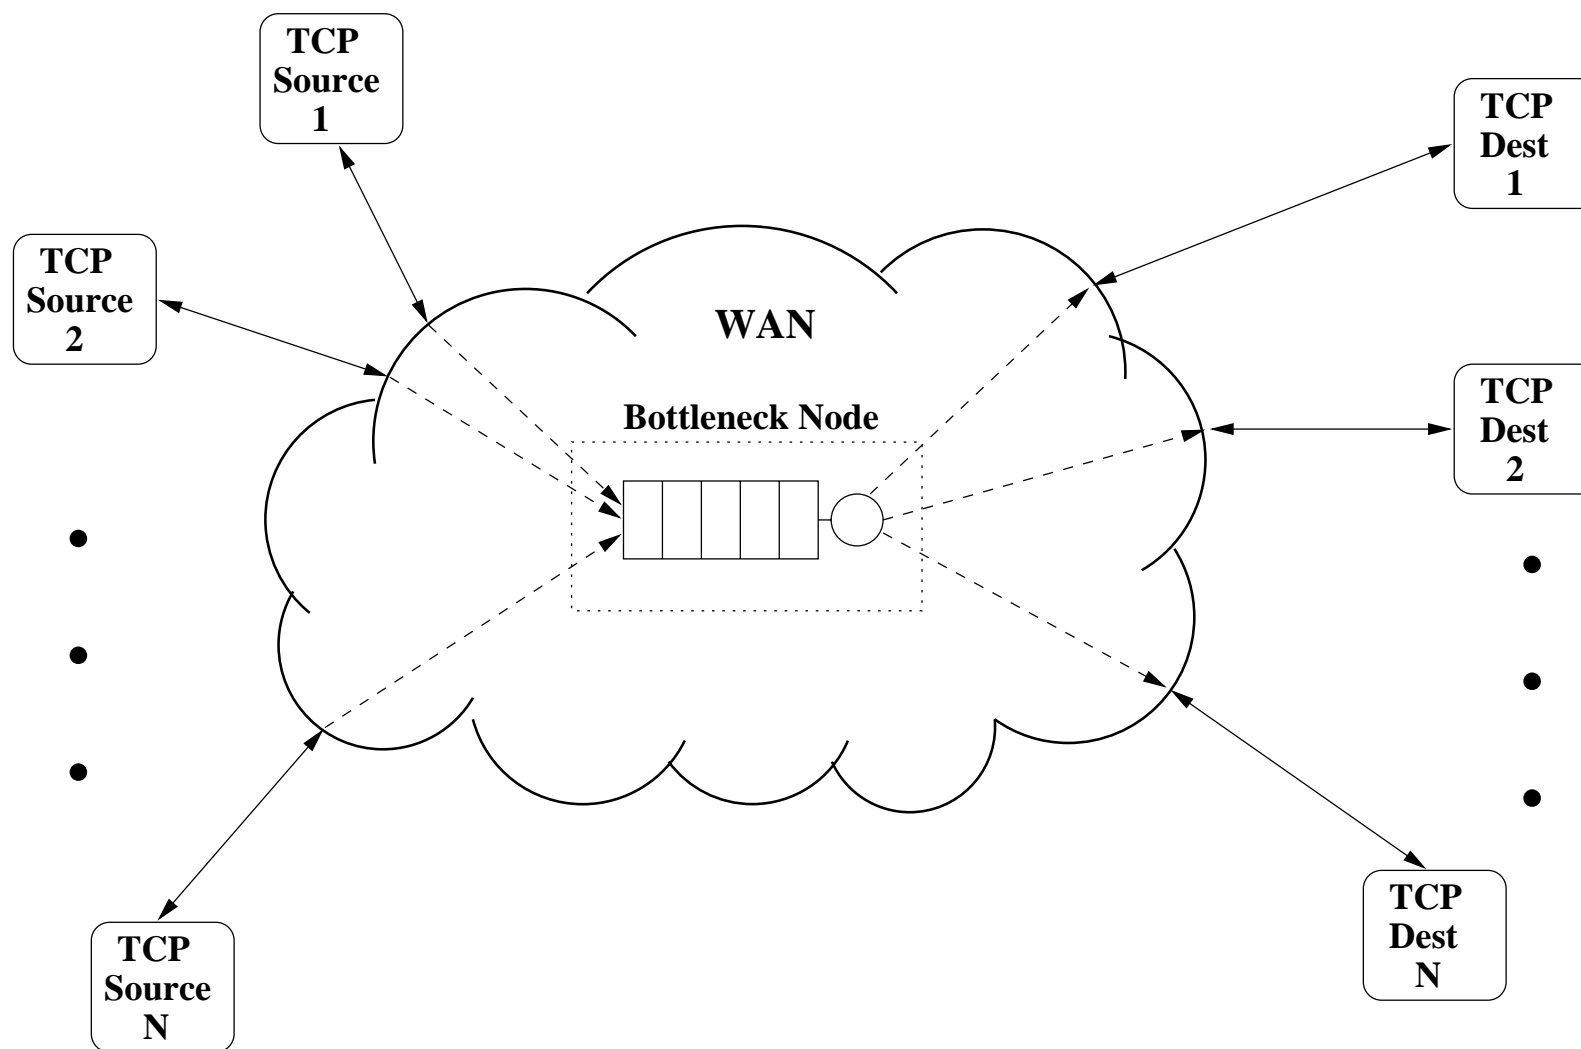 TCP
Source
1
TCP
Dest
1
TCP
Source
2
WAN
TCP
Dest
2
Bottleneck Node
TCP
Dest
N
TCP
Source
N